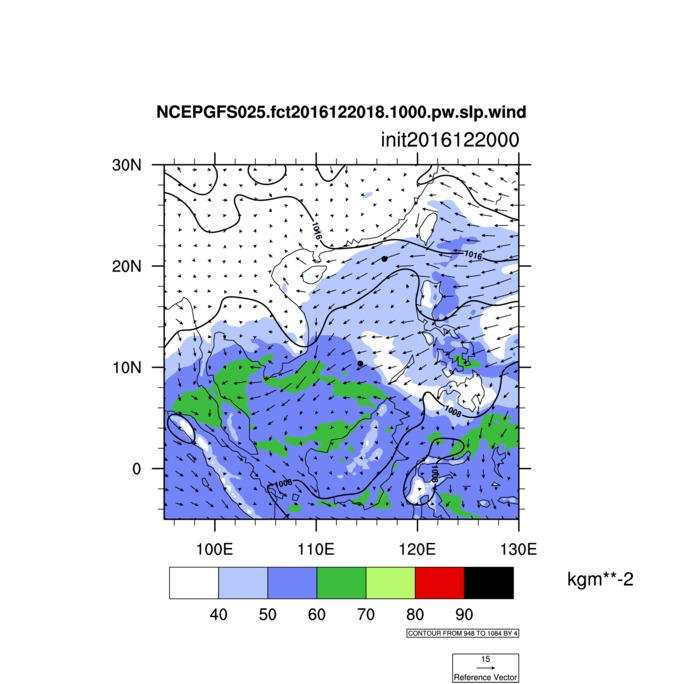 NCEPGFS025.fct2016122018.1000.pw.slp.wind
init2016122000
30N
20N
10N
0
1016
1016
1008
1008
1008
100E
110E
120E
130E
40
50
60
70
80
90
kgm**-2
CONTOUR FROM 948 TO 1084 BY 4
15
Reference Vector